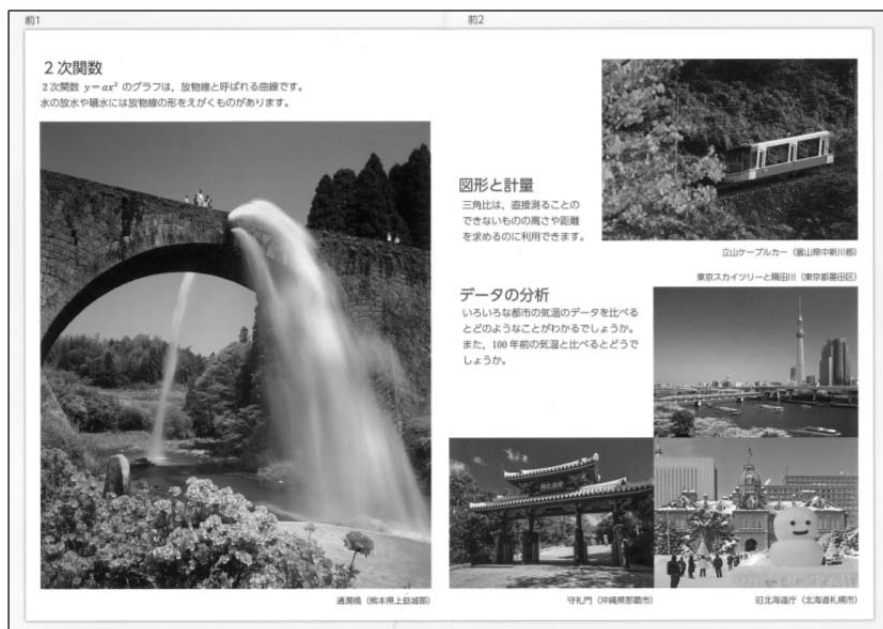 前1
前2
2次関数
2次関数 y=ax² のグラフは，放物線と呼ばれる曲線です。
水の放水や噴水には放物線の形をえがくものがあります。
通潤橋（熊本県上益城郡）
図形と計量
三角比は，直接測ることの
できないものの高さや距離
を求めるのに利用できます。
立山ケーブルカー（富山県中新川郡）
データの分析
いろいろな都市の気温のデータを比べる
とどのようなことがわかるでしょうか。
また，100年前の気温と比べるとどうで
しょうか。
東京スカイツリーと隅田川（東京都墨田区）
守礼門（沖縄県那覇市）
旧北海道庁（北海道札幌市）